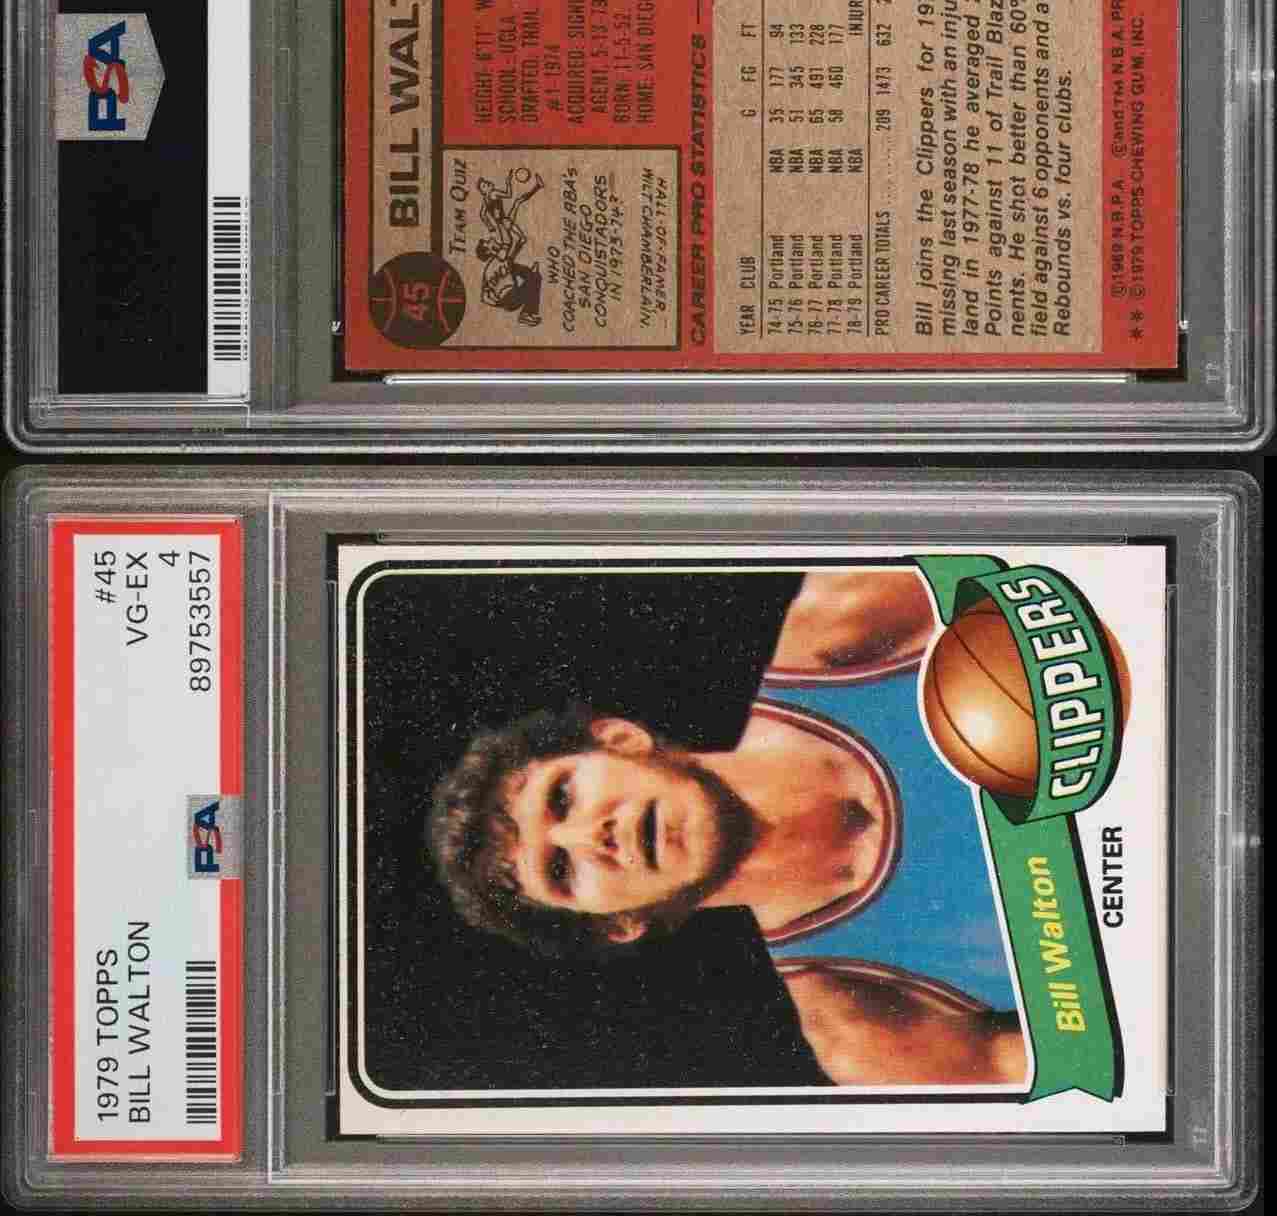 PSA
45
BILL WAL
TEAM QUIZ
WHO
COACHED THE ABA'S
SAN DIEGO
CONQUISTADORS
IN 1973-74?
HALL-OF-FAMER
WILT CHAMBERLAIN
HEIGHT: 6'11" W
SCHOOL: UCLA
DRAFTED: TRAIL
#1-1974
ACQUIRED: SIGN
AGENT, 5-13-
BORN: 11-5-52
HOME: SAN DIEG
CAREER PRO STATISTICS
YEAR CLUB G FG FT
74-75 Portland NBA 35 177 94
75-76 Portland NBA 51 345 133
76-77 Portland NBA 65 491 228
77-78 Portland NBA 58 460 177
78-79 Portland NBA INJUR
PRO CAREER TOTALS 209 1473 632
Bill joins the Clippers for 19
missing last season with an inju
land in 1977-78 he averaged
Points against 11 of Trail Blaz
nents. He shot better than 60%
field against 6 opponents and a
Rebounds vs. four clubs.
©1969 N.B.P.A. © and TM N.B.A. PR
** ©1979 TOPPS CHEWING GUM, INC.
1979 TOPPS #45
BILL WALTON VG-EX
4
PSA 89753557
CLIPPERS
Bill Walton
CENTER